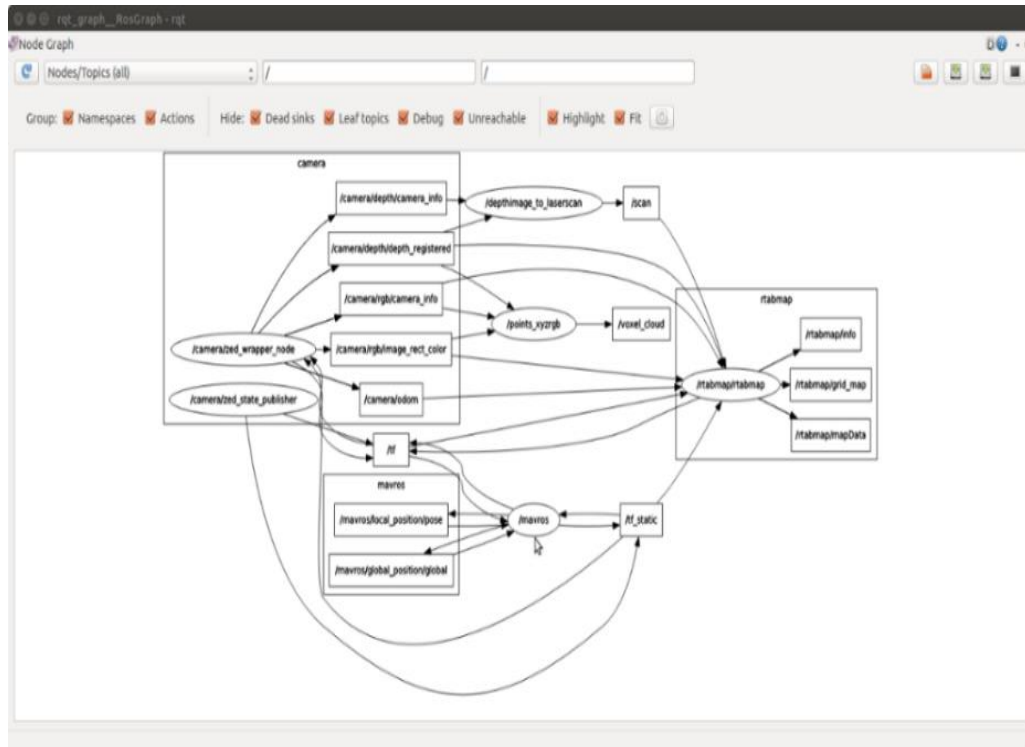 rqt_graph__RosGraph - rqt
Node Graph
Nodes/Topics (all)
/
/
Group: Namespaces Actions Hide: Dead sinks Leaf topics Debug Unreachable Highlight Fit
camera
/camera/depth/camera_info
/depthimage_to_laserscan
/scan
/camera/depth/depth_registered
/camera/rgb/camera_info
/points_xyzrgb
/voxel_cloud
rtabmap
/rtabmap/info
/camera/zed_wrapper_node
/camera/rgb/image_rect_color
/rtabmap/rtabmap
/rtabmap/grid_map
/camera/zed_state_publisher
/camera/odom
/rtabmap/mapData
/tf
mavros
/mavros/local_position/pose
/mavros
/tf_static
/mavros/global_position/global